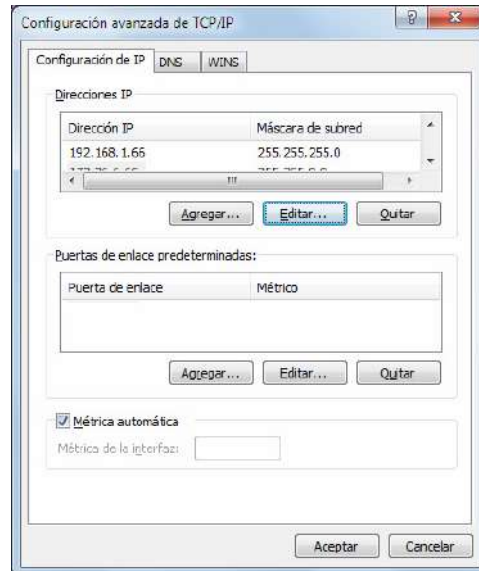 Configuración avanzada de TCP/IP
Configuración de IP DNS WINS
Direcciones IP
Dirección IP Máscara de subred
192.168.1.66 255.255.255.0
Agregar... Editar... Quitar
Puertas de enlace predeterminadas:
Puerta de enlace Métrico
Agregar... Editar... Quitar
Métrica automática
Métrica de la interfaz:
Aceptar Cancelar